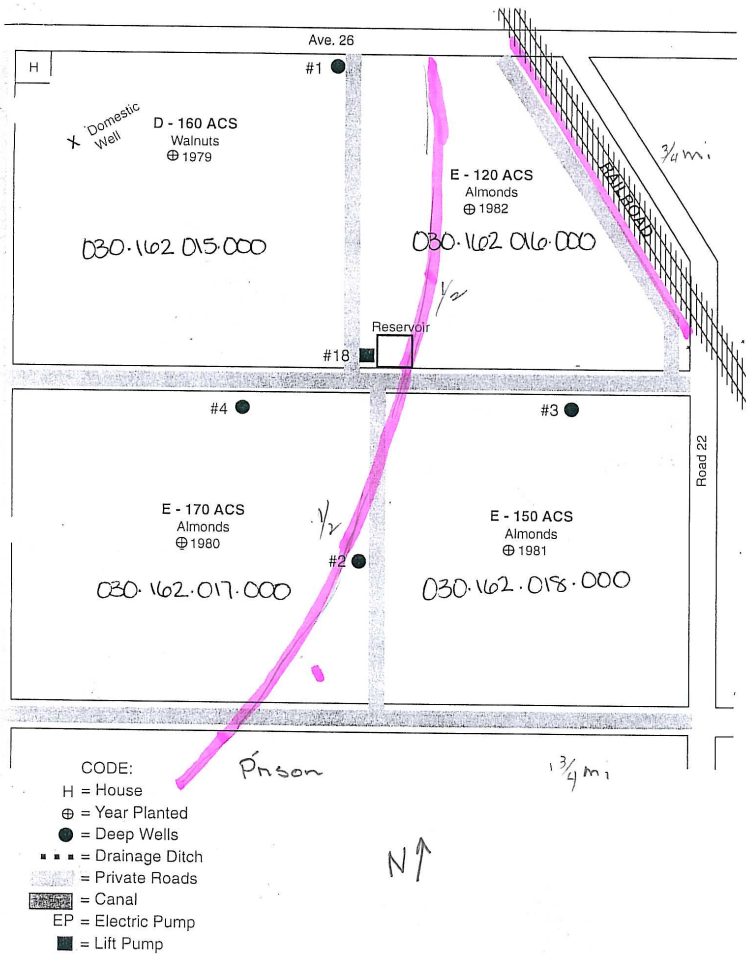 Ave. 26
H
#1
X Domestic Well
D - 160 ACS
Walnuts
⊕ 1979
030.162 015.000
E - 120 ACS
Almonds
⊕ 1982
030.162 016.000
RAILROAD
3/4 mi
1/2
Reservoir
#18
#4
#3
Road 22
E - 170 ACS
Almonds
⊕ 1980
030.162.017.000
1/2
#2
E - 150 ACS
Almonds
⊕ 1981
030.162.018.000
Prison
1 3/4 mi
N↑
CODE:
H = House
⊕ = Year Planted
● = Deep Wells
▪ ▪ ▪ ▪ = Drainage Ditch
= Private Roads
= Canal
EP = Electric Pump
■ = Lift Pump